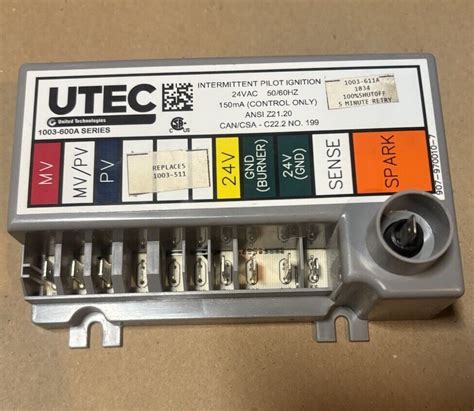 UTEC
United Technologies
1003-600A SERIES
INTERMITTENT PILOT IGNITION
24VAC 50/60HZ
150mA (CONTROL ONLY)
ANSI Z21.20
CAN/CSA - C22.2 NO. 199
1003-611A
1834
100%SHUTOFF
5 MINUTE RETRY
MV
MV/PV
PV
REPLACES
1003-511
24V
GND
(BURNER)
24V
(GND)
SENSE
SPARK